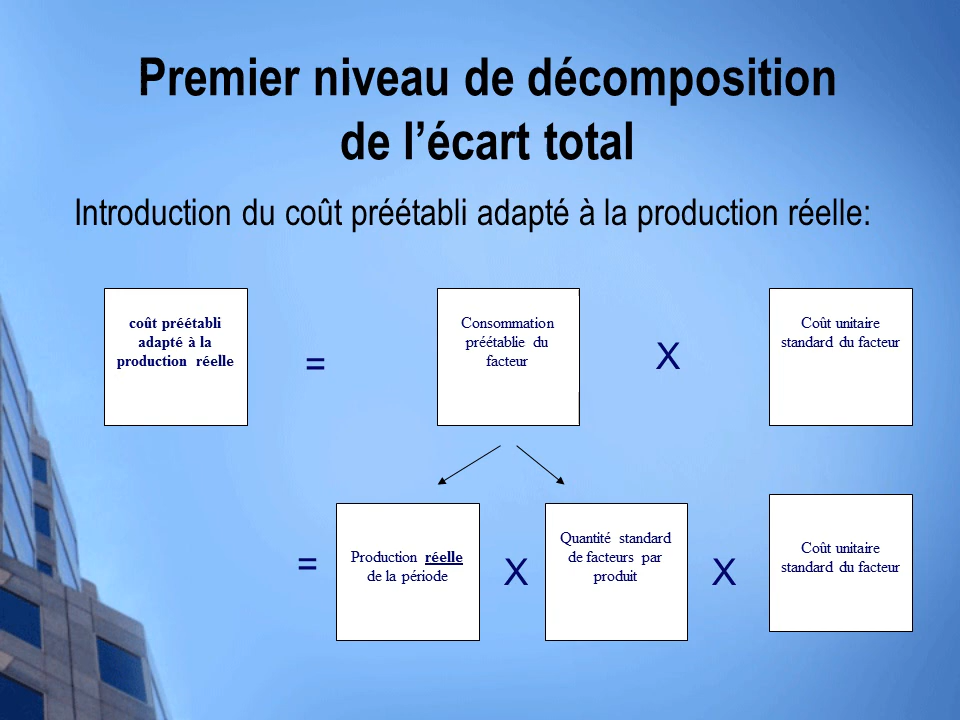 Premier niveau de décomposition
de l’écart total
Introduction du coût préétabli adapté à la production réelle:
coût préétabli
adapté à la
production réelle
=
Consommation
préétablie du
facteur
X
Coût unitaire
standard du facteur
=
Production réelle
de la période
X
Quantité standard
de facteurs par
produit
X
Coût unitaire
standard du facteur